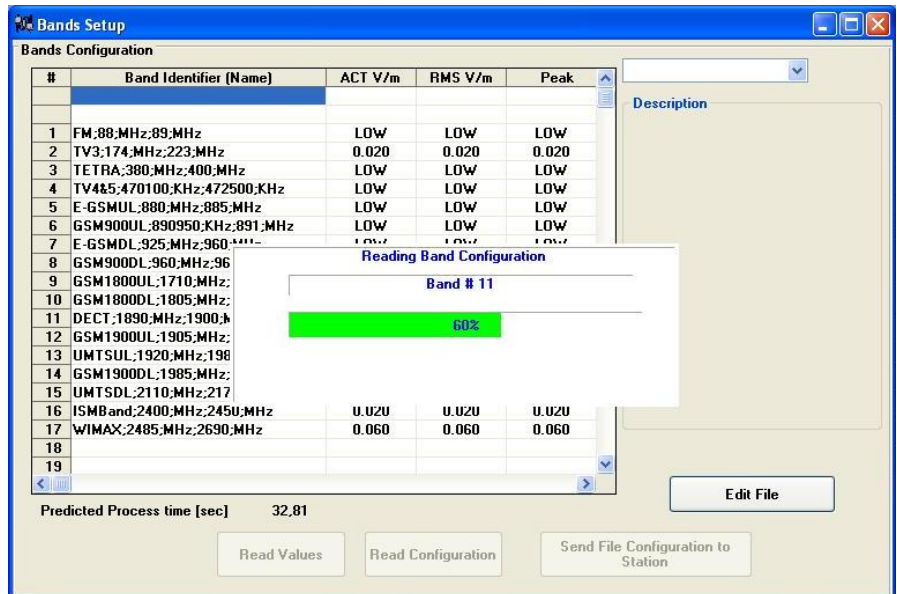 Bands Setup
Bands Configuration
# Band Identifier (Name) ACT V/m RMS V/m Peak
Description
1 FM;88;MHz;89;MHz LOW LOW LOW
2 TV3;174;MHz;223;MHz 0.020 0.020 0.020
3 TETRA;380;MHz;400;MHz LOW LOW LOW
4 TV4&5;470100;KHz;472500;KHz LOW LOW LOW
5 E-GSMUL;880;MHz;885;MHz LOW LOW LOW
6 GSM900UL;890950;KHz;891;MHz LOW LOW LOW
7 E-GSMDL;925;MHz;960;MHz LOW LOW LOW
8 GSM900DL;960;MHz;96
9 GSM1800UL;1710;MHz;
10 GSM1800DL;1805;MHz;
11 DECT;1890;MHz;1900;
12 GSM1900UL;1905;MHz;
13 UMTSUL;1920;MHz;198
14 GSM1900DL;1985;MHz;
15 UMTSDL;2110;MHz;217
16 ISMBand;2400;MHz;2450;MHz 0.020 0.020 0.020
17 WIMAX;2485;MHz;2690;MHz 0.060 0.060 0.060
18
19
Reading Band Configuration
Band # 11
60%
Edit File
Predicted Process time [sec] 32,81
Read Values
Read Configuration
Send File Configuration to
Station